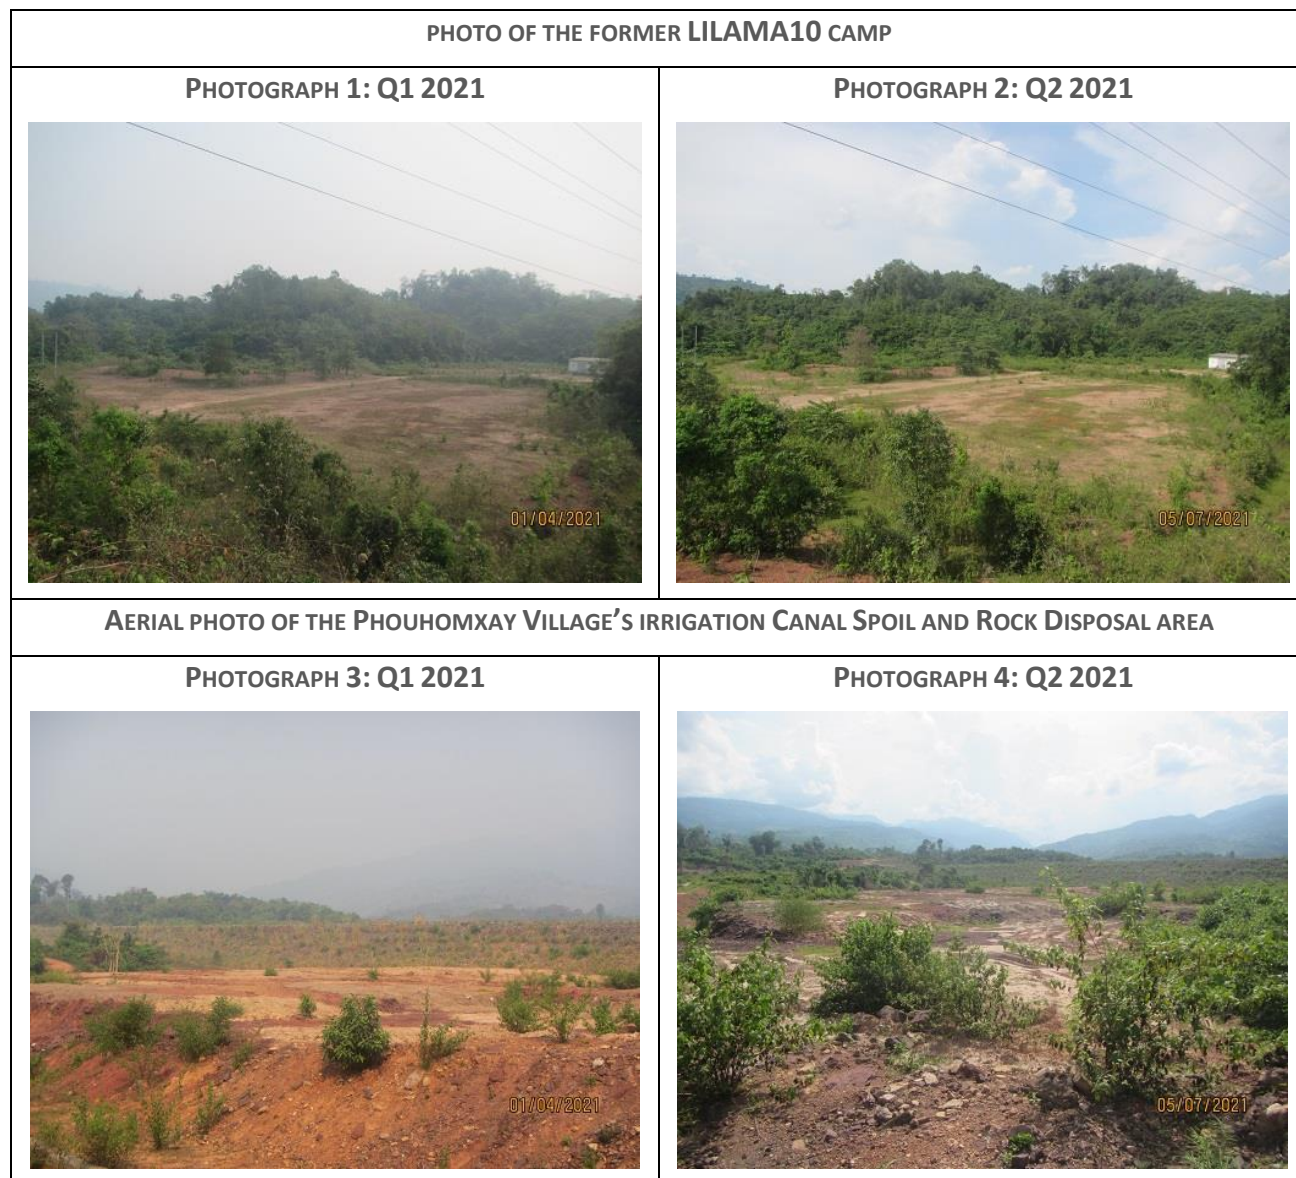 PHOTO OF THE FORMER LILAMA10 CAMP
PHOTOGRAPH 1: Q1 2021
PHOTOGRAPH 2: Q2 2021
01/04/2021
05/07/2021
AERIAL PHOTO OF THE PHOUHOMXAY VILLAGE'S IRRIGATION CANAL SPOIL AND ROCK DISPOSAL AREA
PHOTOGRAPH 3: Q1 2021
PHOTOGRAPH 4: Q2 2021
01/04/2021
05/07/2021